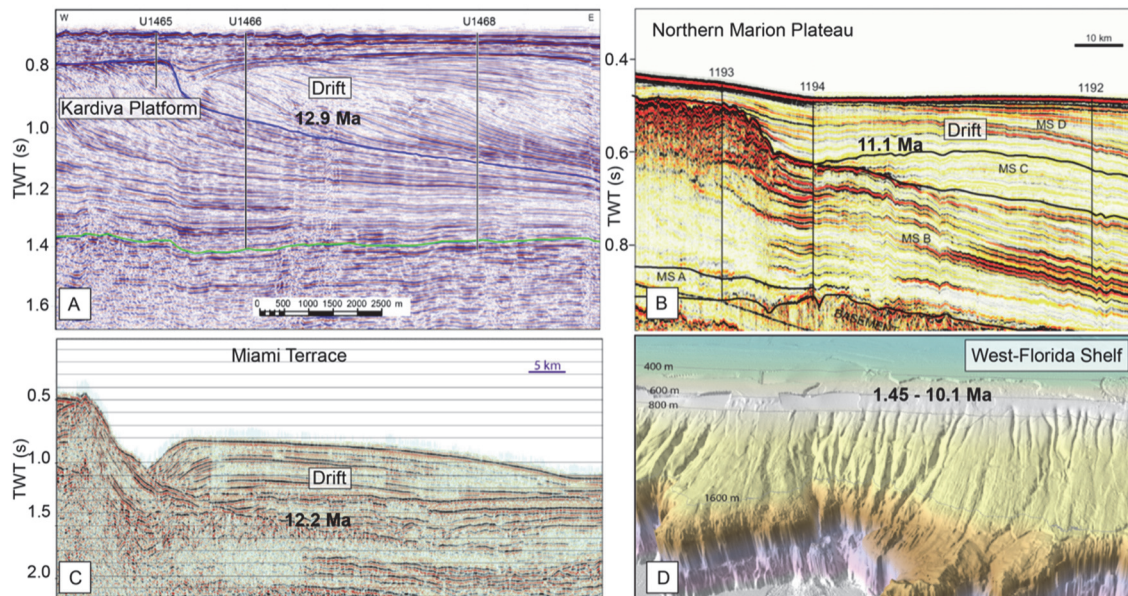 W
U1465
U1466
U1468
E
TWT (s)
0.8
1.0
1.2
1.4
1.6
Kardiva Platform
Drift
12.9 Ma
0 500 1000 1500 2000 2500 m
A
Northern Marion Plateau
10 km
TWT (s)
0.4
0.6
0.8
1193
1194
1192
MS D
Drift
11.1 Ma
MS C
MS B
MS A
BASEMENT
B
Miami Terrace
5 km
TWT (s)
0.5
1.0
1.5
2.0
Drift
12.2 Ma
C
West-Florida Shelf
400 m
600 m
800 m
1.45 - 10.1 Ma
1600 m
D